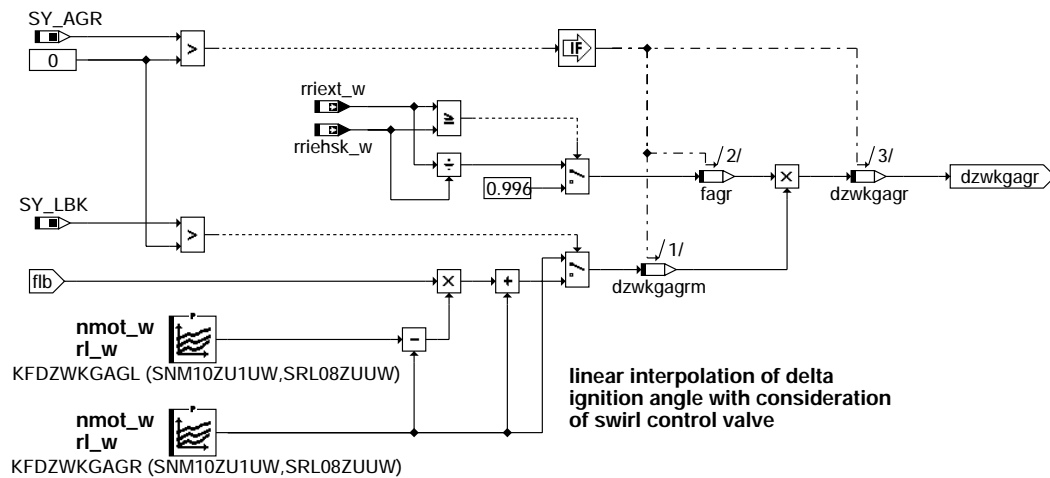 SY_AGR
0
>
IF
rriext_w
rriehsk_w
≥
÷
0.996
2/
fagr
×
3/
dzwkgagr
dzwkgagr
SY_LBK
>
1/
dzwkgagrm
flb
×
+
nmot_w
rl_w
P
KFDZWKGAGL (SNM10ZU1UW,SRL08ZUUW)
−
linear interpolation of delta
ignition angle with consideration
of swirl control valve
nmot_w
rl_w
P
KFDZWKGAGR (SNM10ZU1UW,SRL08ZUUW)